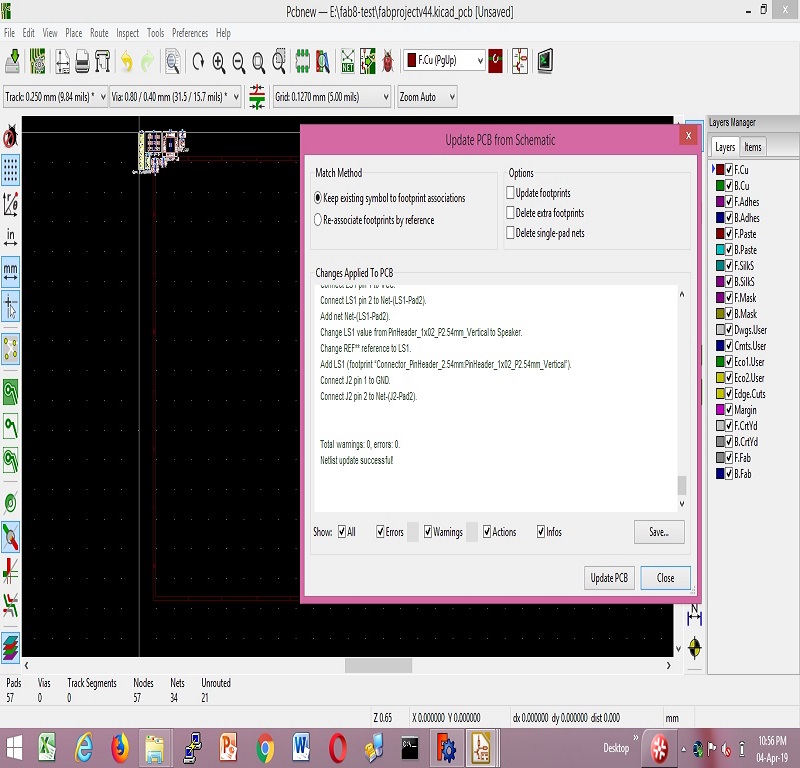 Pcbnew — E:\fab8-test\fabprojectv44.kicad_pcb [Unsaved]
File Edit View Place Route Inspect Tools Preferences Help
NET
F.Cu (PgUp)
Track: 0.250 mm (9.84 mils) *
Via: 0.80 / 0.40 mm (31.5 / 15.7 mils) *
Grid: 0.1270 mm (5.00 mils)
Zoom Auto
in
mm
Update PCB from Schematic
x
Match Method
Keep existing symbol to footprint associations
Re-associate footprints by reference
Options
Update footprints
Delete extra footprints
Delete single-pad nets
Changes Applied To PCB
Connect LS1 pin 1 to VCC.
Connect LS1 pin 2 to Net-(LS1-Pad2).
Add net Net-(LS1-Pad2).
Change LS1 value from PinHeader_1x02_P2.54mm_Vertical to Speaker.
Change REF** reference to LS1.
Add LS1 (footprint "Connector_PinHeader_2.54mm:PinHeader_1x02_P2.54mm_Vertical").
Connect J2 pin 1 to GND.
Connect J2 pin 2 to Net-(J2-Pad2).
Total warnings: 0, errors: 0.
Netlist update successful!
Show: All Errors Warnings Actions Infos Save...
Update PCB Close
Layers Manager
Layers Items
F.Cu
B.Cu
F.Adhes
B.Adhes
F.Paste
B.Paste
F.SilkS
B.SilkS
F.Mask
B.Mask
Dwgs.User
Cmts.User
Eco1.User
Eco2.User
Edge.Cuts
Margin
F.CrtYd
B.CrtYd
F.Fab
B.Fab
N
Pads Vias Track Segments Nodes Nets Unrouted
57 0 0 57 34 21
Z 0.65 X 0.000000 Y 0.000000 dx 0.000000 dy 0.000000 dist 0.000 mm
Desktop
10:56 PM
04-Apr-19